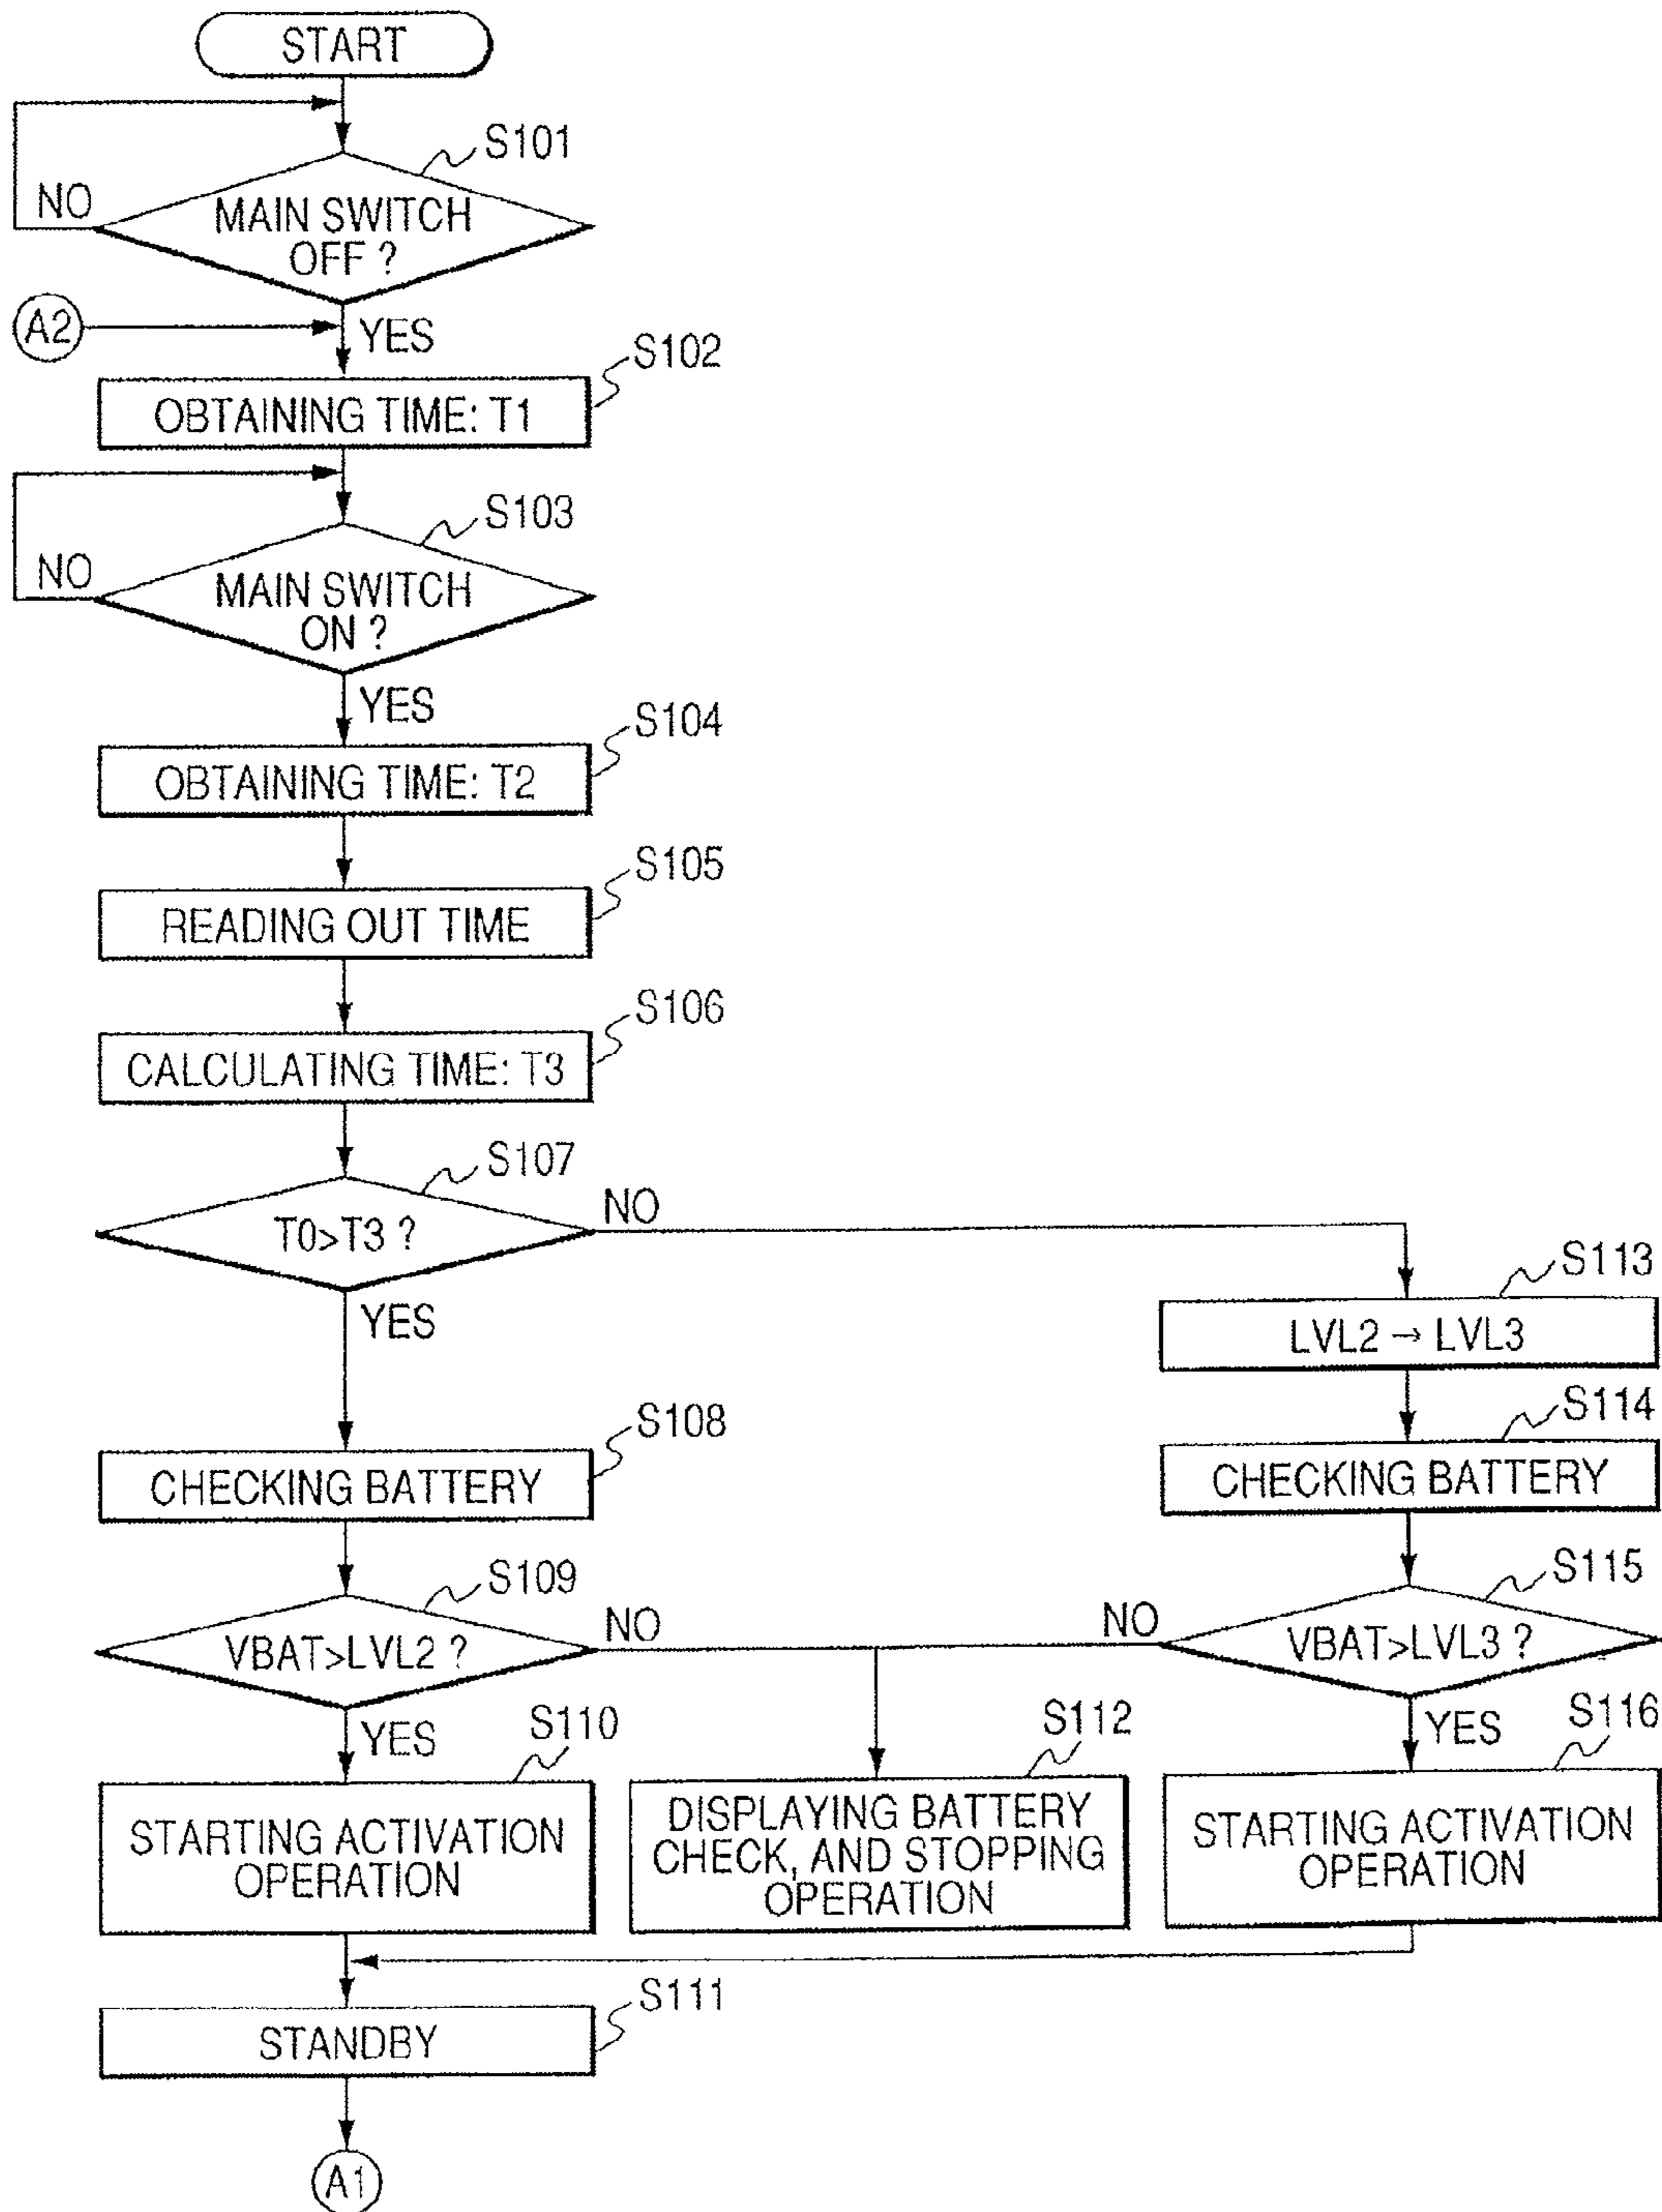 START
S101
NO
MAIN SWITCH
OFF ?
A2
YES
S102
OBTAINING TIME: T1
S103
NO
MAIN SWITCH
ON ?
YES
S104
OBTAINING TIME: T2
S105
READING OUT TIME
S106
CALCULATING TIME: T3
S107
NO
T0>T3 ?
YES
S113
LVL2 → LVL3
S108
CHECKING BATTERY
S114
CHECKING BATTERY
S109
NO
VBAT>LVL2 ?
S115
NO
VBAT>LVL3 ?
YES
S110
STARTING ACTIVATION
OPERATION
S112
DISPLAYING BATTERY
CHECK, AND STOPPING
OPERATION
YES
S116
STARTING ACTIVATION
OPERATION
S111
STANDBY
A1